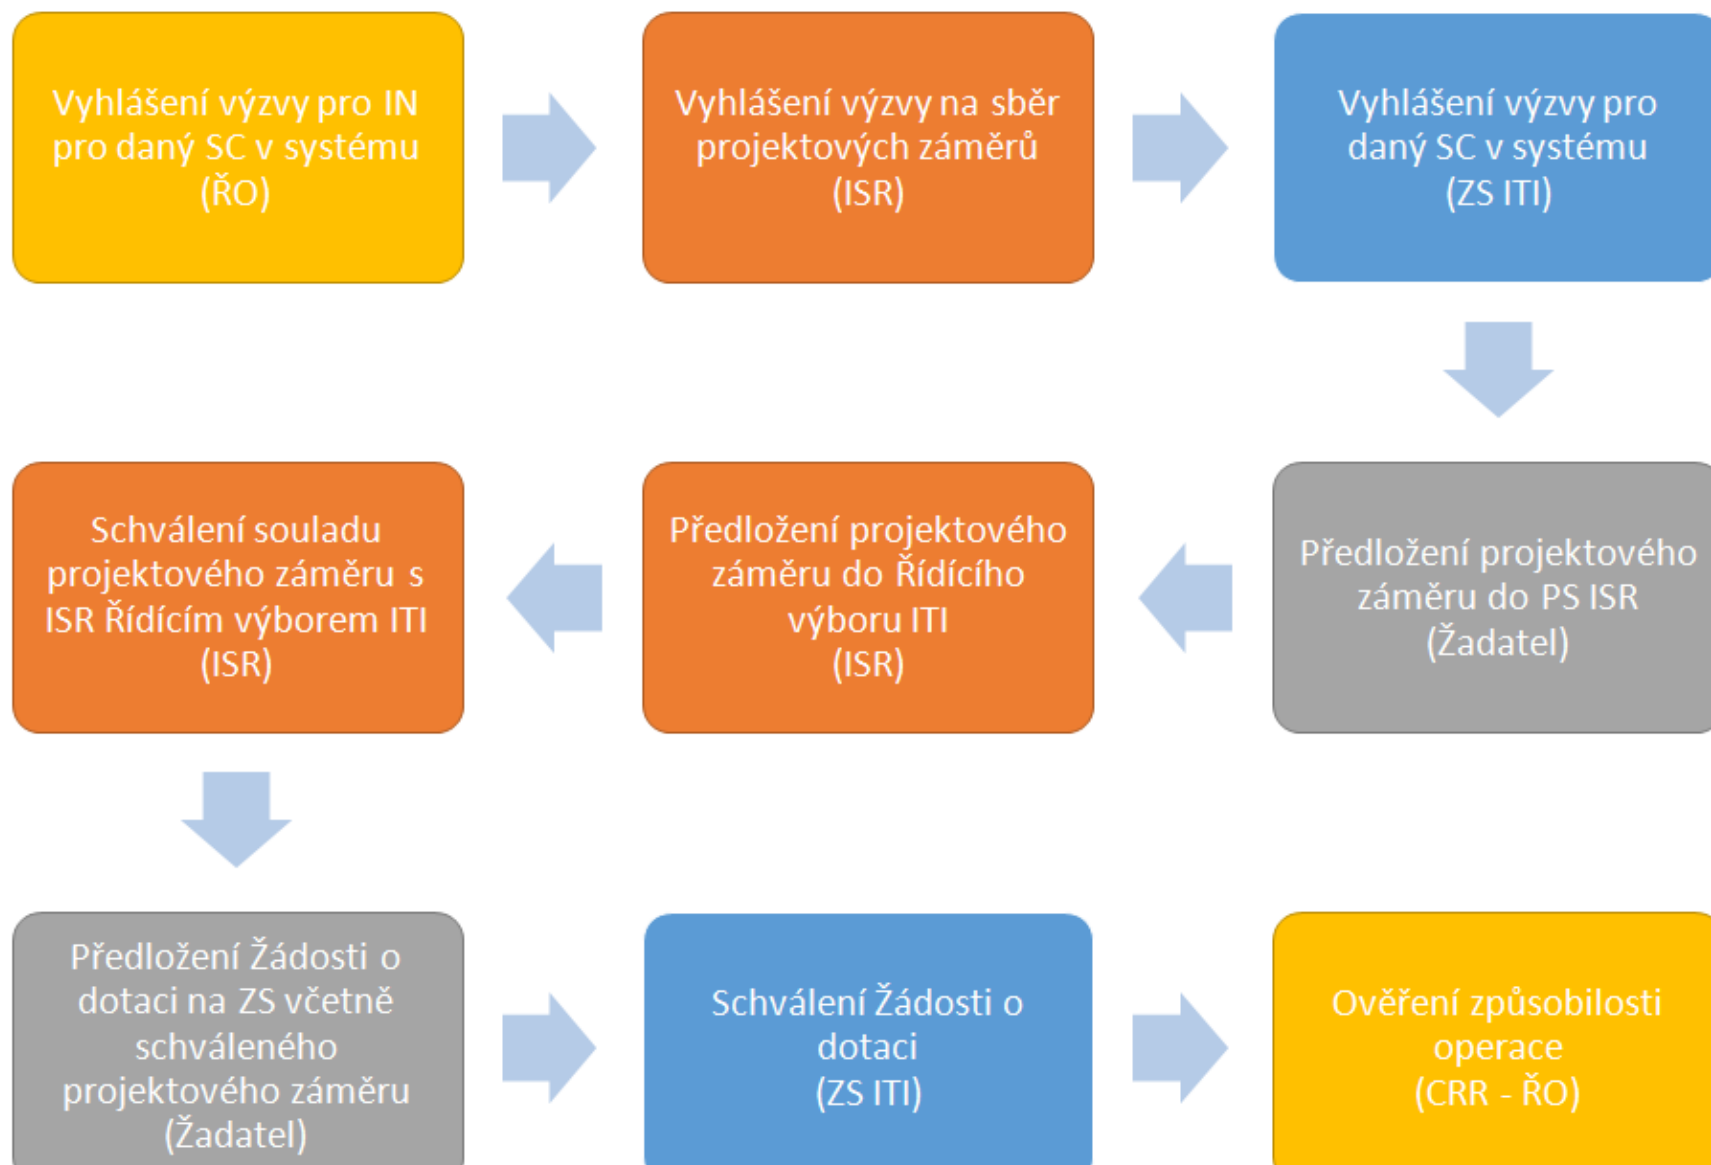 Vyhlášení výzvy pro IN
pro daný SC v systému
(ŘO)
Vyhlášení výzvy na sběr
projektových záměrů
(ISR)
Vyhlášení výzvy pro
daný SC v systému
(ZS ITI)
Předložení projektového
záměru do PS ISR
(Žadatel)
Předložení projektového
záměru do Řídícího
výboru ITI
(ISR)
Schválení souladu
projektového záměru s
ISR Řídícím výborem ITI
(ISR)
Předložení Žádosti o
dotaci na ZS včetně
schváleného
projektového záměru
(Žadatel)
Schválení Žádosti o
dotaci
(ZS ITI)
Ověření způsobilosti
operace
(CRR - ŘO)